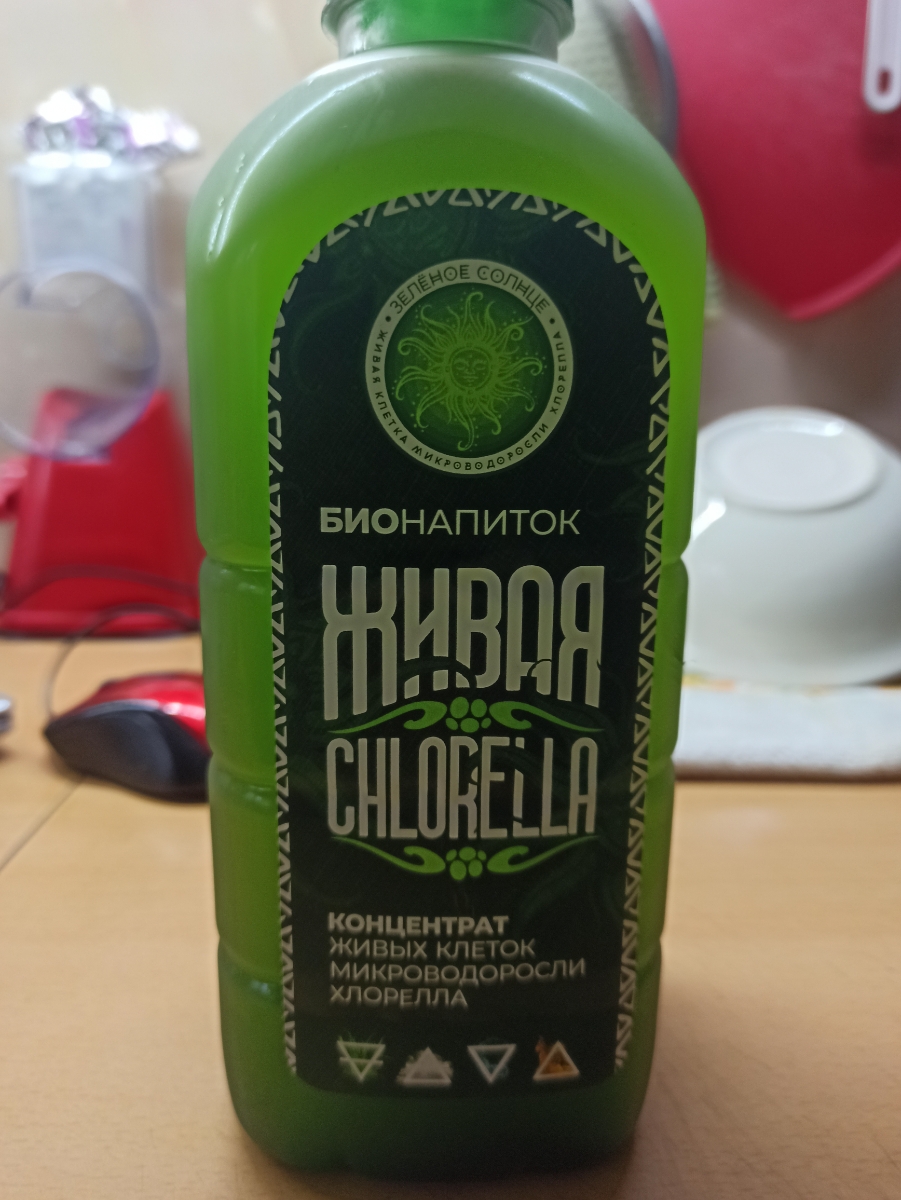 • ЗЕЛЁНОЕ СОЛНЦЕ •
ЖИВАЯ КЛЕТКА МИКРОВОДОРОСЛИ ХЛОРЕЛЛА
БИОНАПИТОК
ЖИВАЯ
CHLORELLA
КОНЦЕНТРАТ
ЖИВЫХ КЛЕТОК
МИКРОВОДОРОСЛИ
ХЛОРЕЛЛА